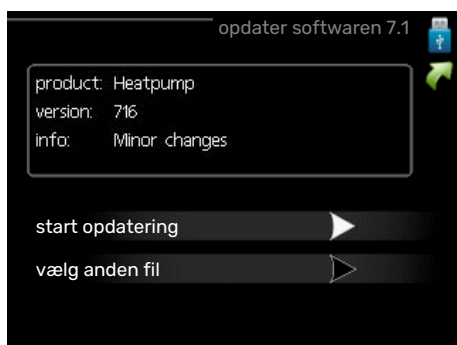 opdater softwaren 7.1
product: Heatpump
version: 716
info: Minor changes
start opdatering
vælg anden fil